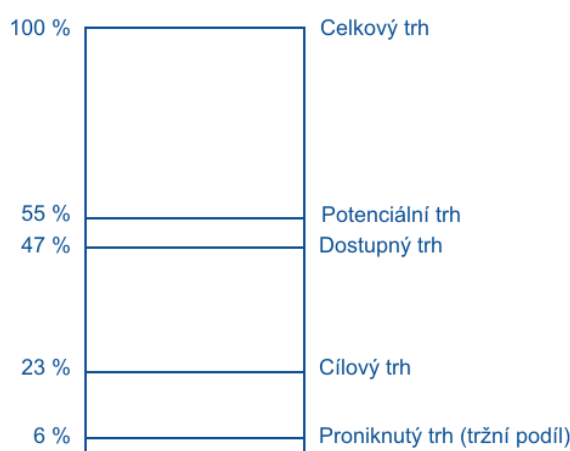 100 % Celkový trh
55 % Potenciální trh
47 % Dostupný trh
23 % Cílový trh
6 % Proniknutý trh (tržní podíl)